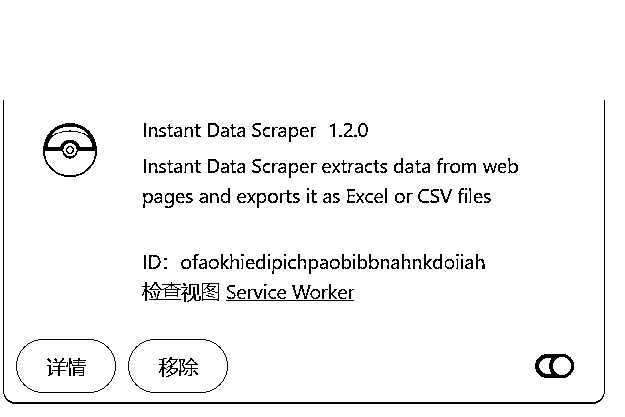 Instant Data Scraper 1.2.0
Instant Data Scraper extracts data from web
pages and exports it as Excel or CSV files
ID：ofaokhiedipichpaobibbnahnkdoiiah
检查视图 Service Worker
详情 移除